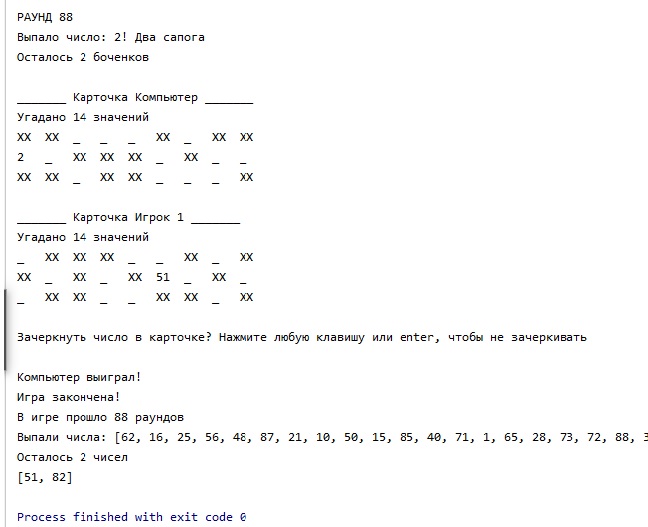 РАУНД 88
Выпало число: 2! Два сапога
Осталось 2 боченков
_______ Карточка Компьютер _______
Угадано 14 значений
XX XX _ _ _ XX _ XX XX
2 _ XX XX XX _ XX _ _
XX XX _ XX XX _ _ _ XX
_______ Карточка Игрок 1 _______
Угадано 14 значений
_ XX XX XX _ _ XX _ XX
XX _ XX _ XX 51 _ XX _
_ XX XX _ _ XX XX _ XX
Зачеркнуть число в карточке? Нажмите любую клавишу или enter, чтобы не зачеркивать
Компьютер выиграл!
Игра закончена!
В игре прошло 88 раундов
Выпали числа: [62, 16, 25, 56, 48, 87, 21, 10, 50, 15, 85, 40, 71, 1, 65, 28, 73, 72, 88,
Осталось 2 чисел
[51, 82]
Process finished with exit code 0